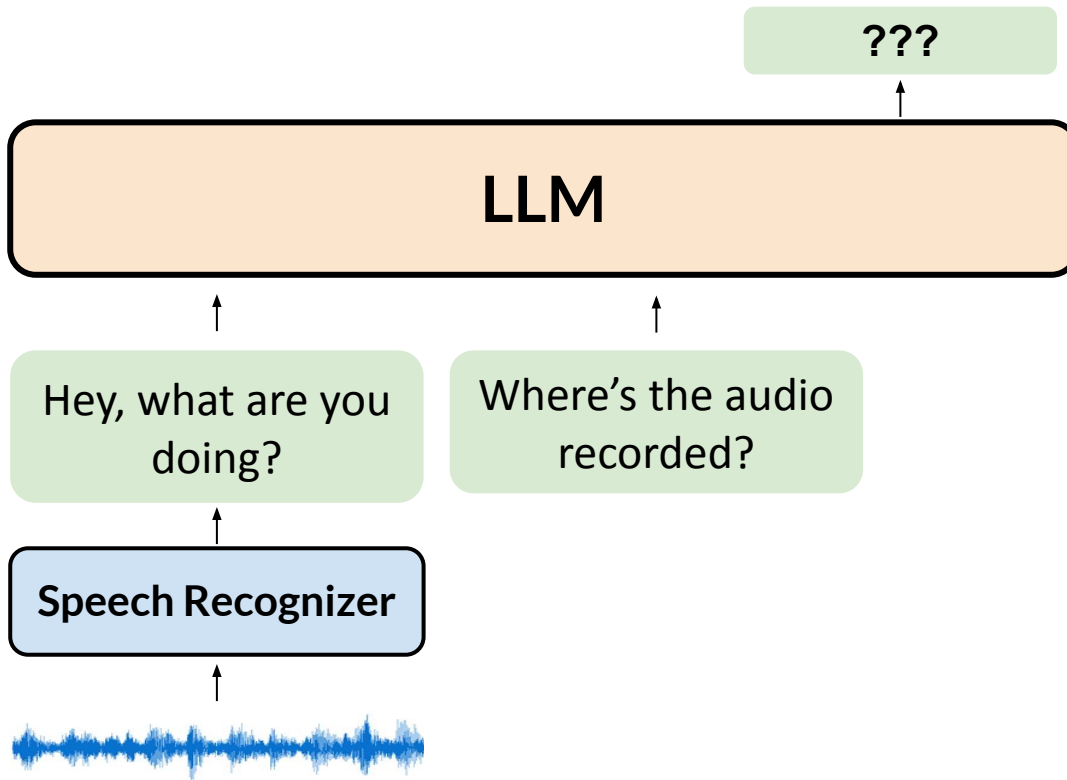 ???
LLM
Hey, what are you
doing?
Where’s the audio
recorded?
Speech Recognizer